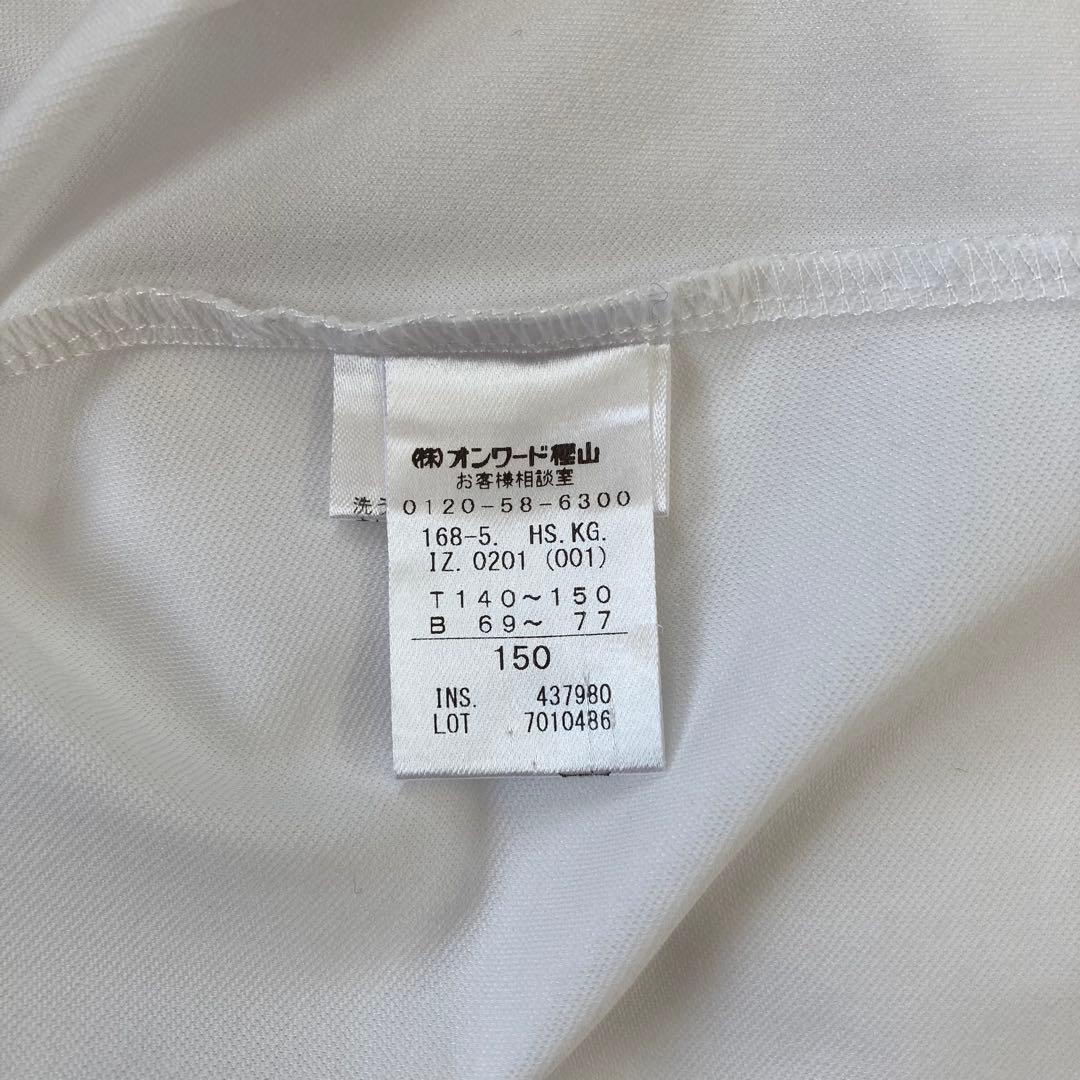 (株)オンワード樫山
お客様相談室
0120-58-6300
168-5. HS.KG.
IZ.0201 (001)
T140〜150
B 69〜 77
150
INS. 437980
LOT 7010486
洗